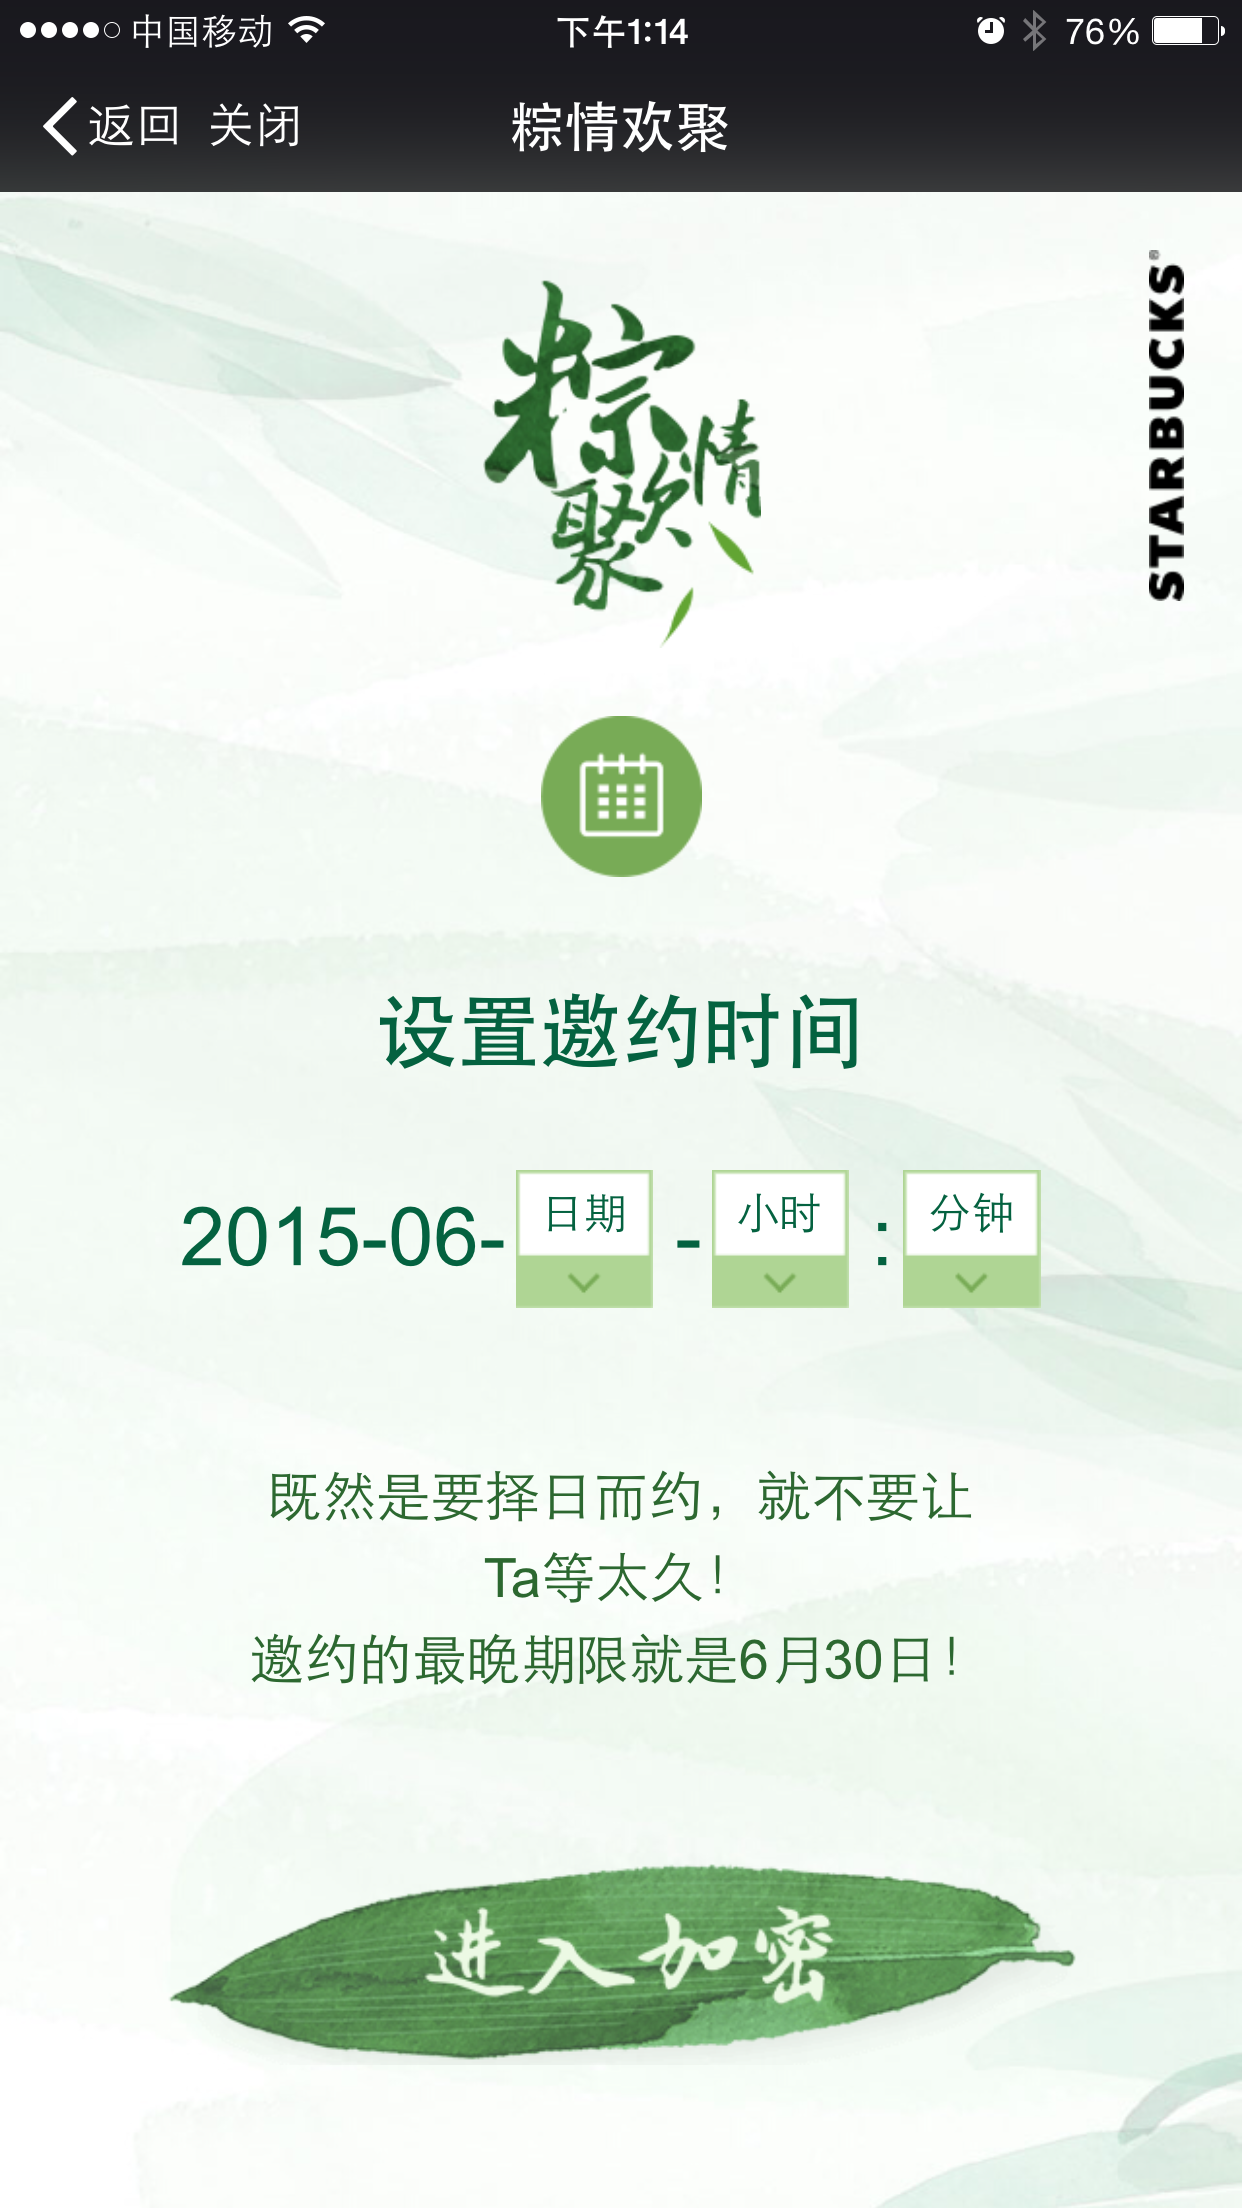 中国移动 下午1:14 76%
返回 关闭 粽情欢聚
STARBUCKS
粽情
欢聚
设置邀约时间
2015-06- 日期 - 小时 : 分钟
既然是要择日而约，就不要让
Ta等太久！
邀约的最晚期限就是6月30日！
进入加密